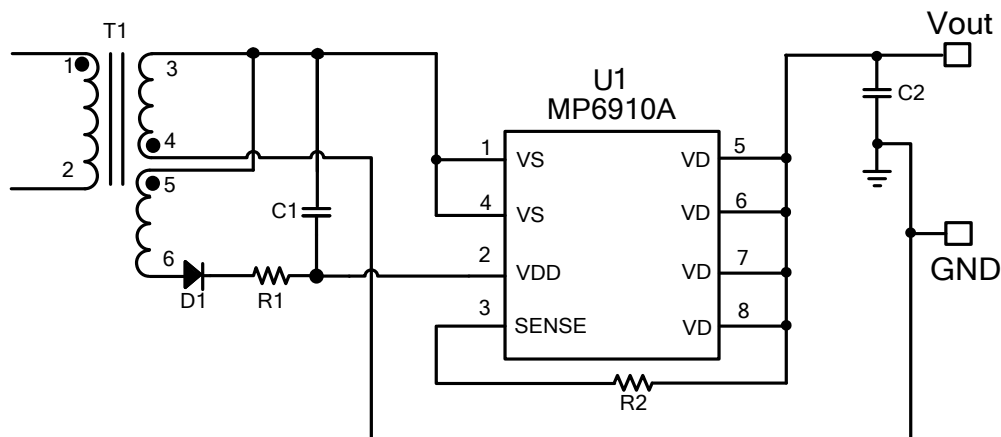 T1
Vout
1
3
U1
MP6910A
C2
4
1
VS
VD
5
2
5
4
VS
VD
6
C1
GND
6
2
VDD
VD
7
D1
R1
3
SENSE
VD
8
R2